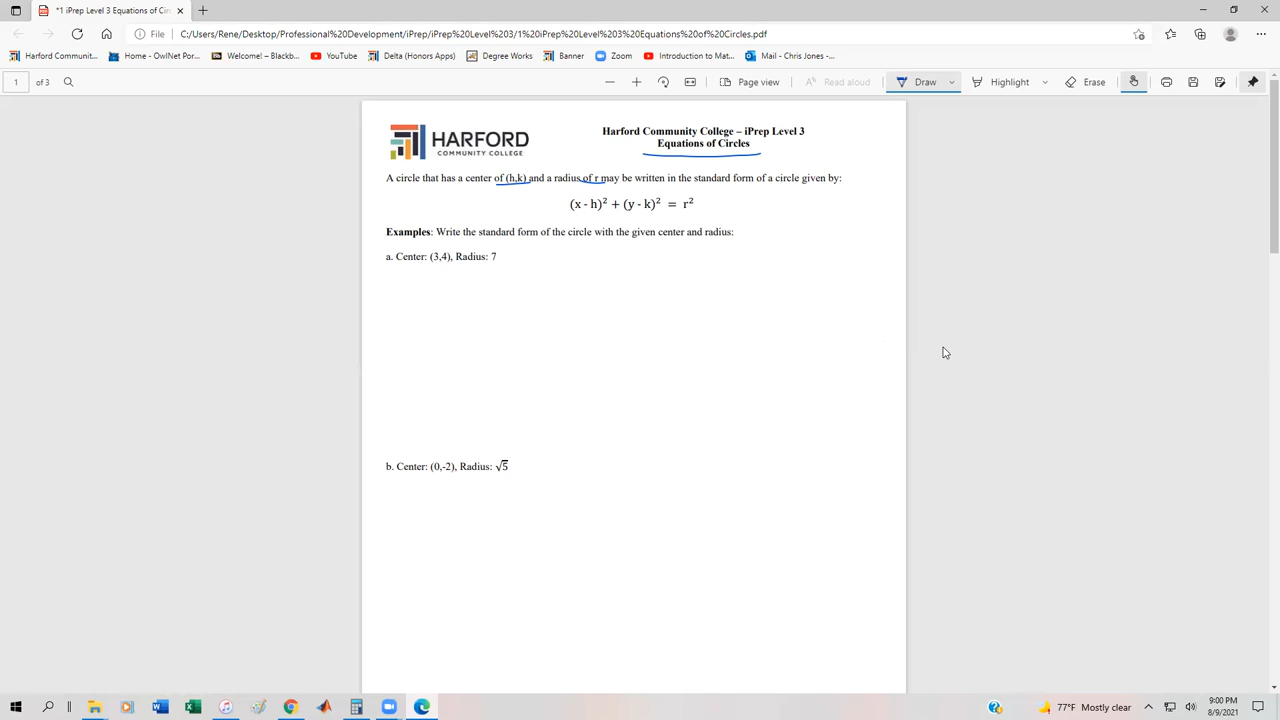 *1 iPrep Level 3 Equations of Circ
File C:/Users/Rene/Desktop/Professional%20Development/iPrep/iPrep%20Level%203/1%20iPrep%20Level%203%20Equations%20of%20Circles.pdf
Harford Communit... Home - OwlNet Por... Welcome! – Blackb... YouTube Delta (Honors Apps) Degree Works Banner Zoom Introduction to Mat... Mail - Chris Jones -...
1 of 3 Page view Read aloud Draw Highlight Erase
HARFORD
COMMUNITY COLLEGE
Harford Community College – iPrep Level 3
Equations of Circles
A circle that has a center of (h,k) and a radius of r may be written in the standard form of a circle given by:
(x - h)² + (y - k)² = r²
Examples: Write the standard form of the circle with the given center and radius:
a. Center: (3,4), Radius: 7
b. Center: (0,-2), Radius: √5
77°F Mostly clear
9:00 PM
8/9/2021